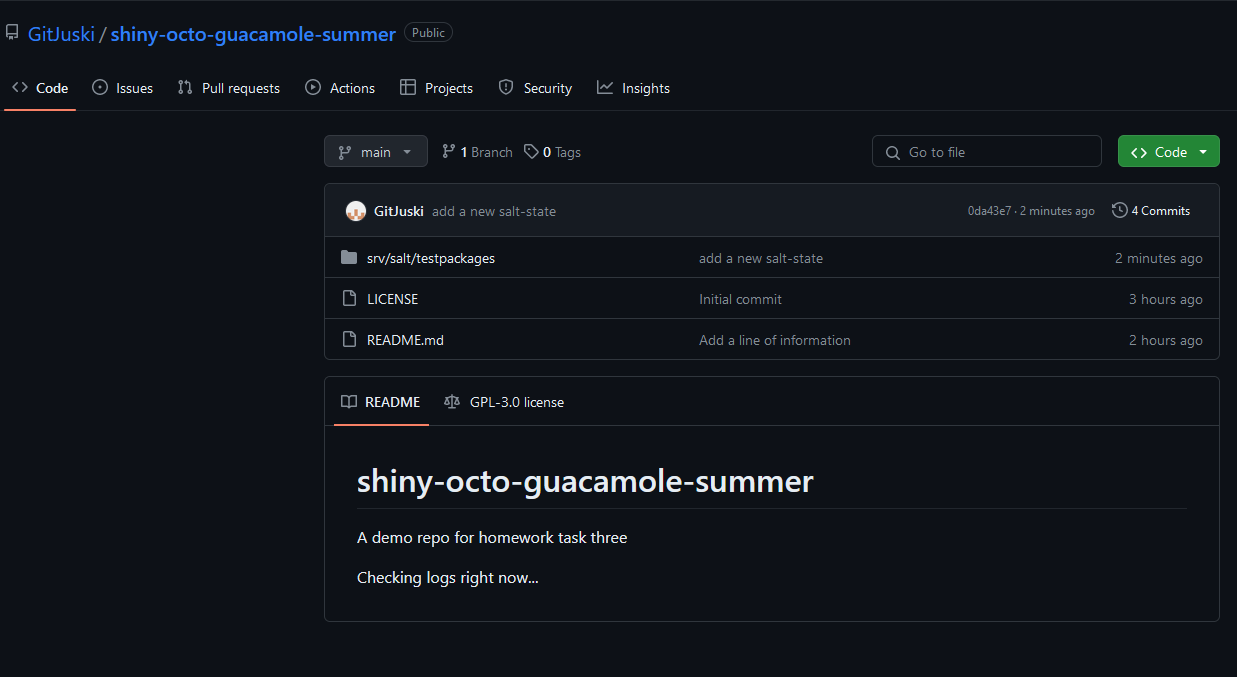 GitJuski / shiny-octo-guacamole-summer Public
Code Issues Pull requests Actions Projects Security Insights
main 1 Branch 0 Tags Go to file Code
GitJuski add a new salt-state 0da43e7 · 2 minutes ago 4 Commits
srv/salt/testpackages add a new salt-state 2 minutes ago
LICENSE Initial commit 3 hours ago
README.md Add a line of information 2 hours ago
README GPL-3.0 license
shiny-octo-guacamole-summer
A demo repo for homework task three
Checking logs right now...